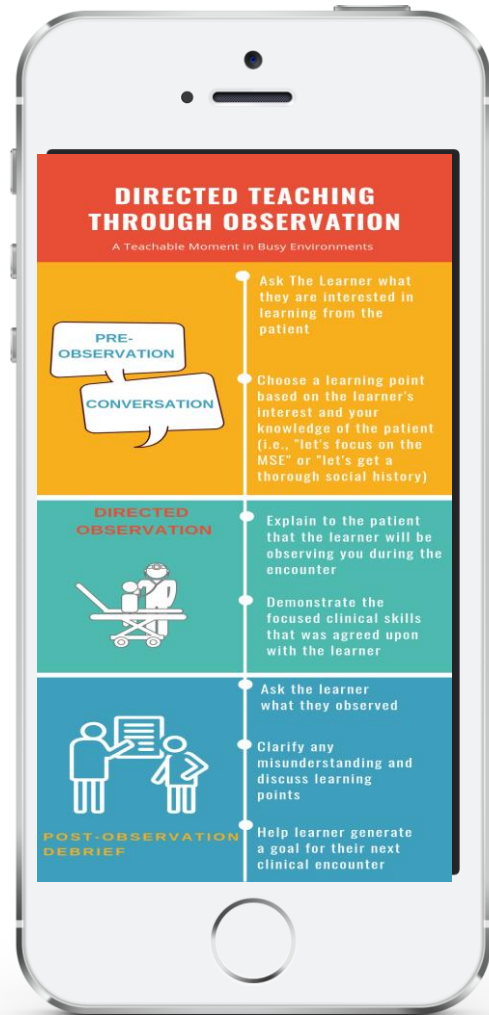 DIRECTED TEACHING
THROUGH OBSERVATION
A Teachable Moment in Busy Environments
PRE-
OBSERVATION
CONVERSATION
Ask The Learner what
they are interested in
learning from the
patient
Choose a learning point
based on the learner's
interest and your
knowledge of the patient
(i.e., "let's focus on the
MSE" or "let's get a
thorough social history)
DIRECTED
OBSERVATION
Explain to the patient
that the learner will be
observing you during the
encounter
Demonstrate the
focused clinical skills
that was agreed upon
with the learner
Ask the learner
what they observed
Clarify any
misunderstanding and
discuss learning
points
POST-OBSERVATION
DEBRIEF
Help learner generate
a goal for their next
clinical encounter